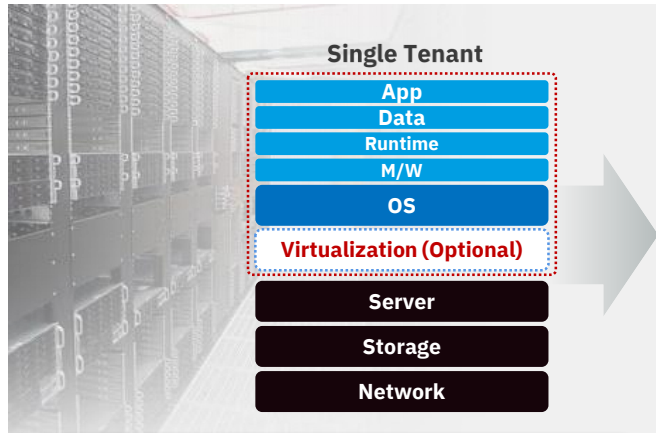 Single Tenant
App
Data
Runtime
M/W
OS
Virtualization (Optional)
Server
Storage
Network